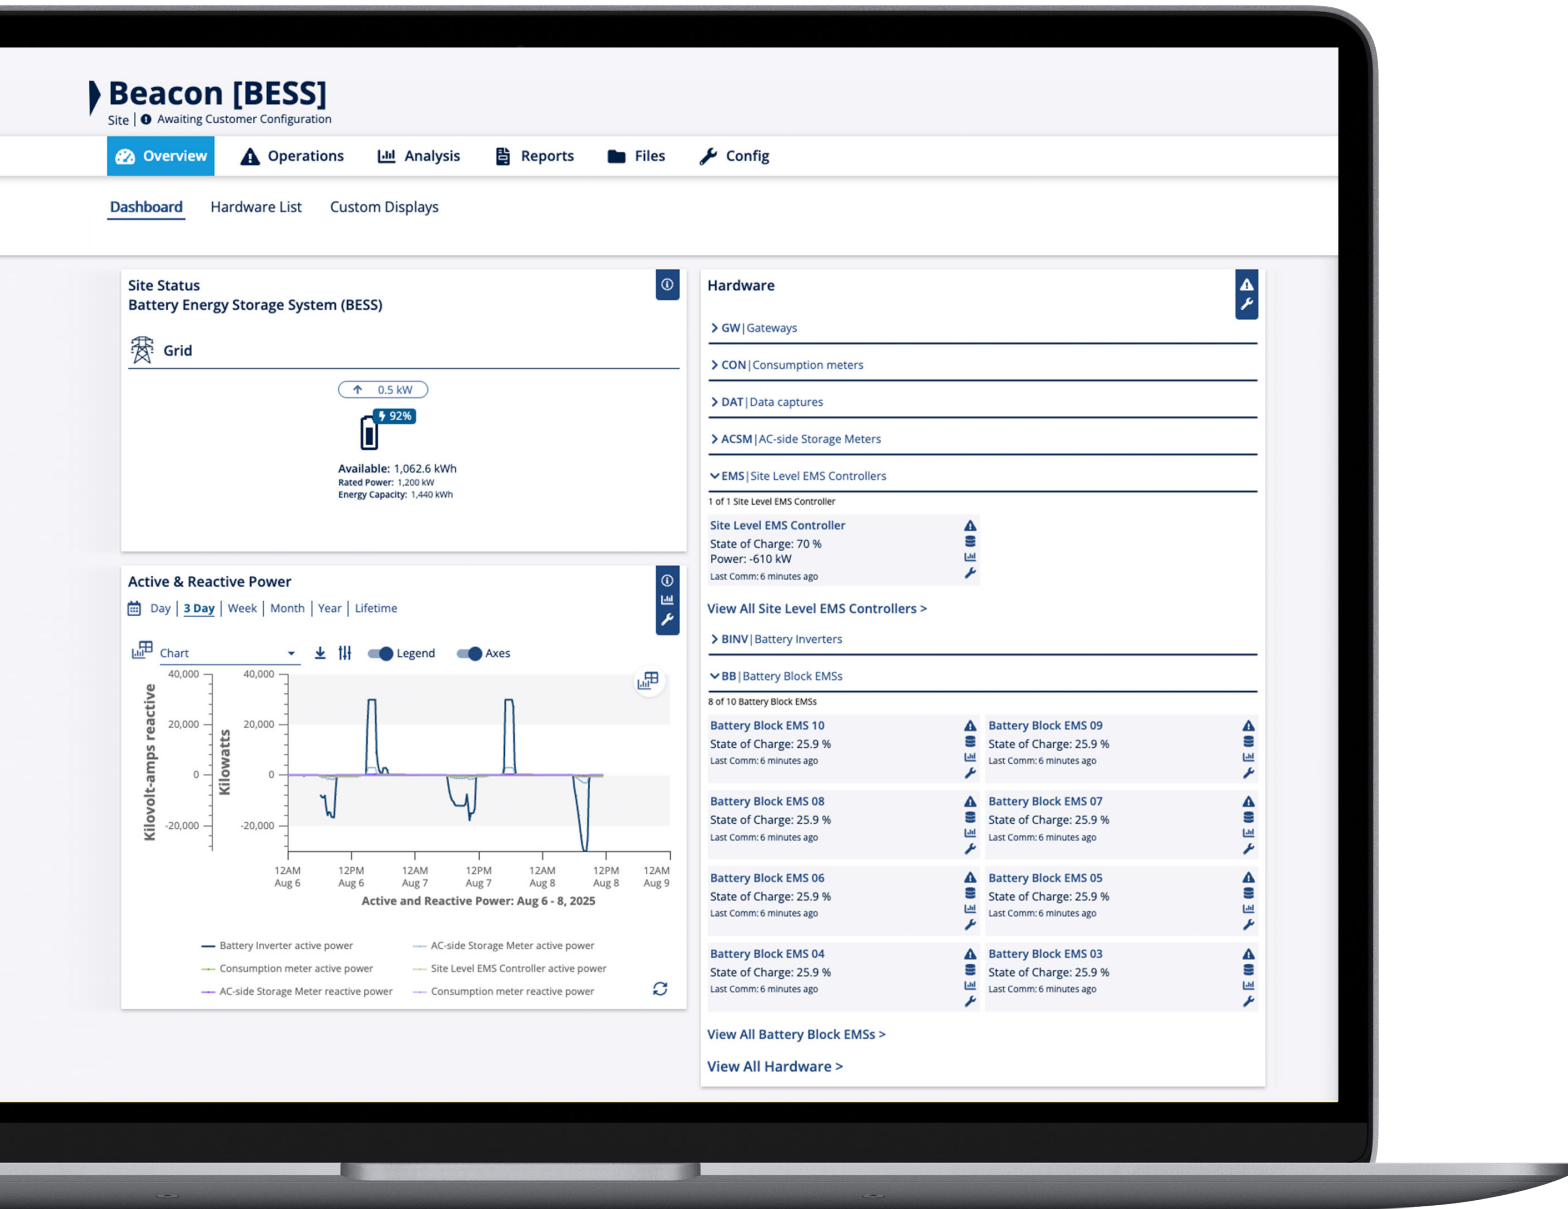 Beacon [BESS]
Site | Awaiting Customer Configuration
Overview Operations Analysis Reports Files Config
Dashboard Hardware List Custom Displays
Site Status
Battery Energy Storage System (BESS)
Grid
0.5 kW
92%
Available: 1,062.6 kWh
Rated Power: 1,200 kW
Energy Capacity: 1,440 kWh
Active & Reactive Power
Day | 3 Day | Week | Month | Year | Lifetime
Chart Legend Axes
Kilovolt-amps reactive
40,000
20,000
0
-20,000
Kilowatts
40,000
20,000
0
-20,000
12AM 12PM 12AM 12PM 12AM 12PM 12AM
Aug 6 Aug 6 Aug 7 Aug 7 Aug 8 Aug 8 Aug 9
Active and Reactive Power: Aug 6 - 8, 2025
Battery Inverter active power AC-side Storage Meter active power
Consumption meter active power Site Level EMS Controller active power
AC-side Storage Meter reactive power Consumption meter reactive power
Hardware
GW|Gateways
CON|Consumption meters
DAT|Data captures
ACSM|AC-side Storage Meters
EMS|Site Level EMS Controllers
1 of 1 Site Level EMS Controller
Site Level EMS Controller
State of Charge: 70 %
Power: -610 kW
Last Comm: 6 minutes ago
View All Site Level EMS Controllers >
BINV|Battery Inverters
BB|Battery Block EMSs
8 of 10 Battery Block EMSs
Battery Block EMS 10
State of Charge: 25.9 %
Last Comm: 6 minutes ago
Battery Block EMS 09
State of Charge: 25.9 %
Last Comm: 6 minutes ago
Battery Block EMS 08
State of Charge: 25.9 %
Last Comm: 6 minutes ago
Battery Block EMS 07
State of Charge: 25.9 %
Last Comm: 6 minutes ago
Battery Block EMS 06
State of Charge: 25.9 %
Last Comm: 6 minutes ago
Battery Block EMS 05
State of Charge: 25.9 %
Last Comm: 6 minutes ago
Battery Block EMS 04
State of Charge: 25.9 %
Last Comm: 6 minutes ago
Battery Block EMS 03
State of Charge: 25.9 %
Last Comm: 6 minutes ago
View All Battery Block EMSs >
View All Hardware >